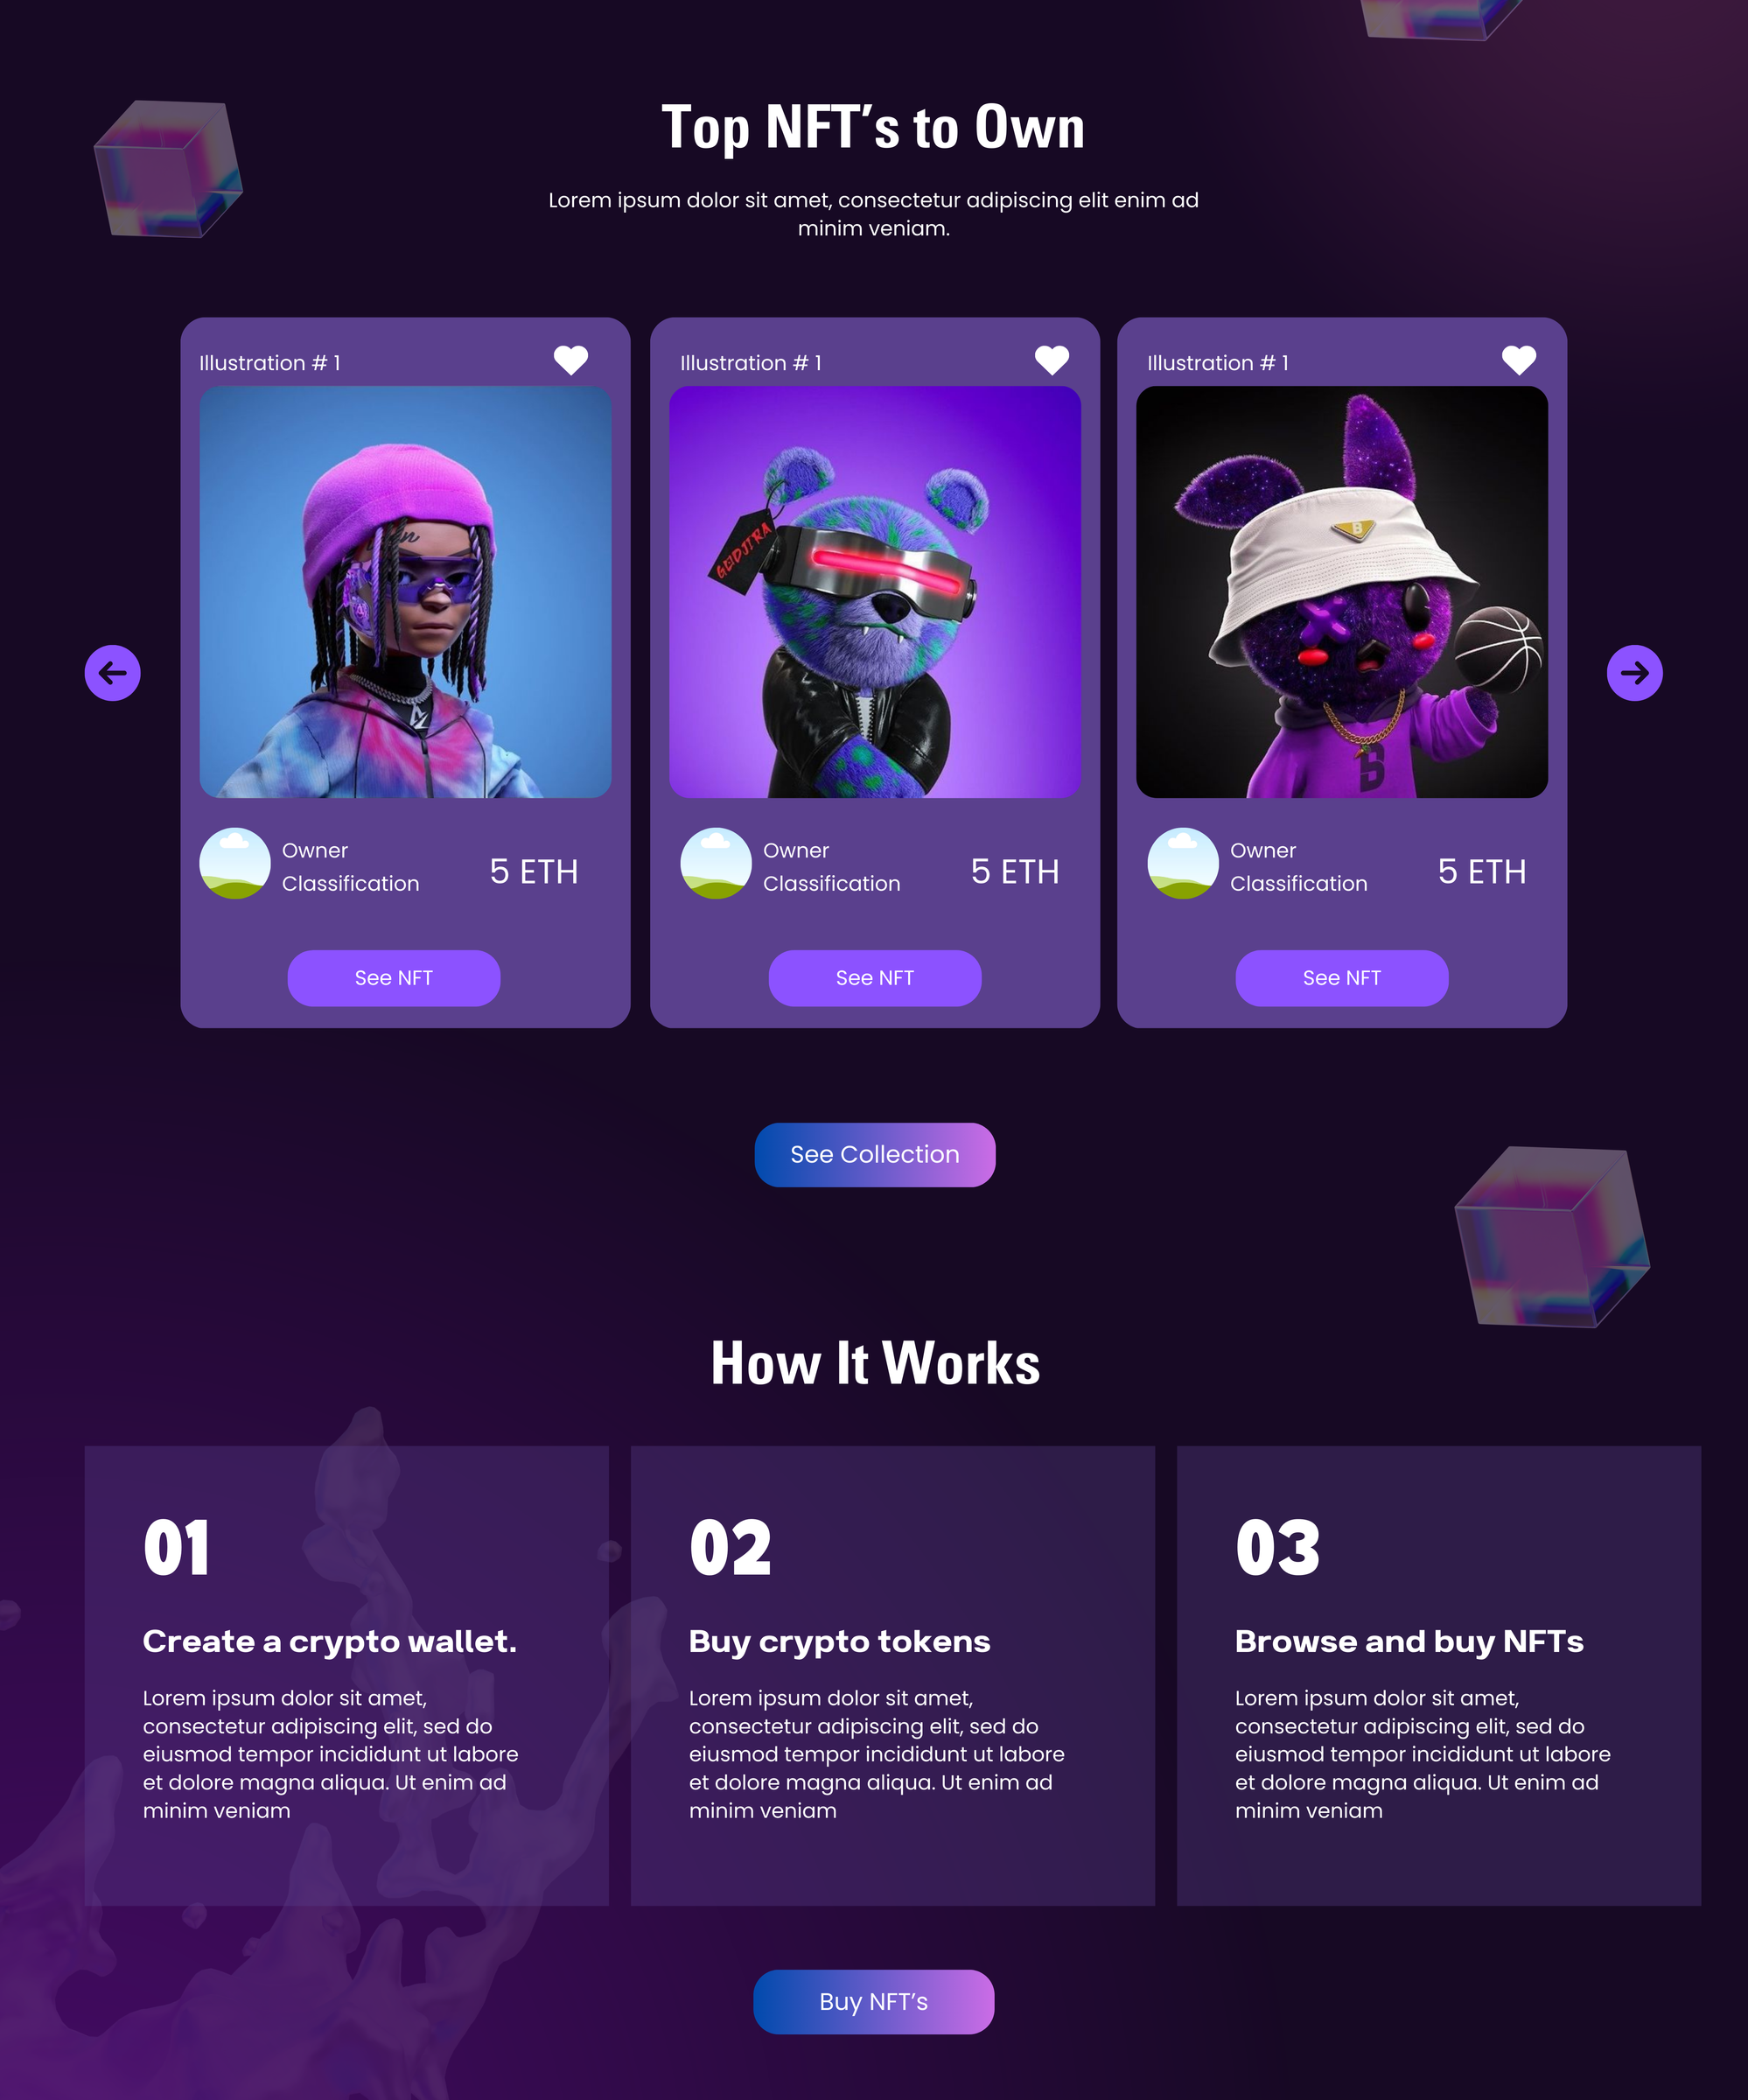 Top NFT’s to Own
Lorem ipsum dolor sit amet, consectetur adipiscing elit enim ad
minim veniam.
Illustration # 1
Illustration # 1
Illustration # 1
GODJIRA
B
B
Owner
Classification
5 ETH
Owner
Classification
5 ETH
Owner
Classification
5 ETH
See NFT
See NFT
See NFT
See Collection
How It Works
01
Create a crypto wallet.
Lorem ipsum dolor sit amet,
consectetur adipiscing elit, sed do
eiusmod tempor incididunt ut labore
et dolore magna aliqua. Ut enim ad
minim veniam
02
Buy crypto tokens
Lorem ipsum dolor sit amet,
consectetur adipiscing elit, sed do
eiusmod tempor incididunt ut labore
et dolore magna aliqua. Ut enim ad
minim veniam
03
Browse and buy NFTs
Lorem ipsum dolor sit amet,
consectetur adipiscing elit, sed do
eiusmod tempor incididunt ut labore
et dolore magna aliqua. Ut enim ad
minim veniam
Buy NFT’s